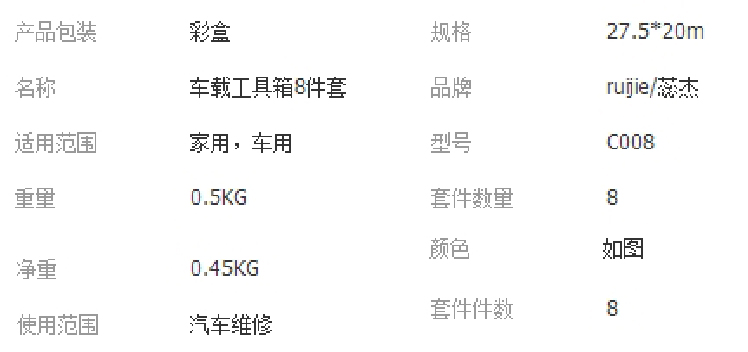 产品包装 彩盒 规格 27.5*20m
名称 车载工具箱8件套 品牌 ruijie/蕊杰
适用范围 家用，车用 型号 C008
重量 0.5KG 套件数量 8
颜色 如图
净重 0.45KG
套件件数 8
使用范围 汽车维修